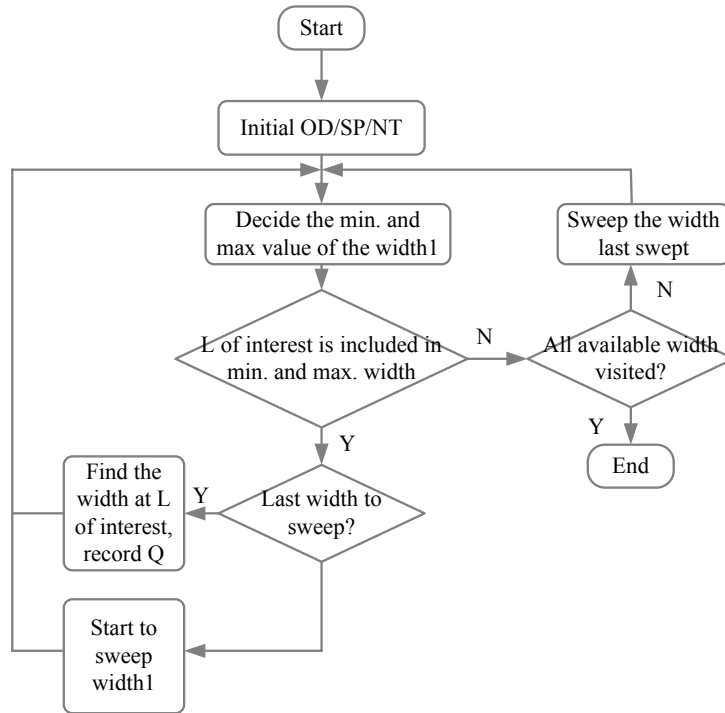 Start
Initial OD/SP/NT
Decide the min. and
max value of the width1
Sweep the width
last swept
N
L of interest is included in
min. and max. width
N
All available width
visited?
Y
Y
End
Find the
width at L
of interest,
record Q
Y
Last width to
sweep?
Start to
sweep
width1